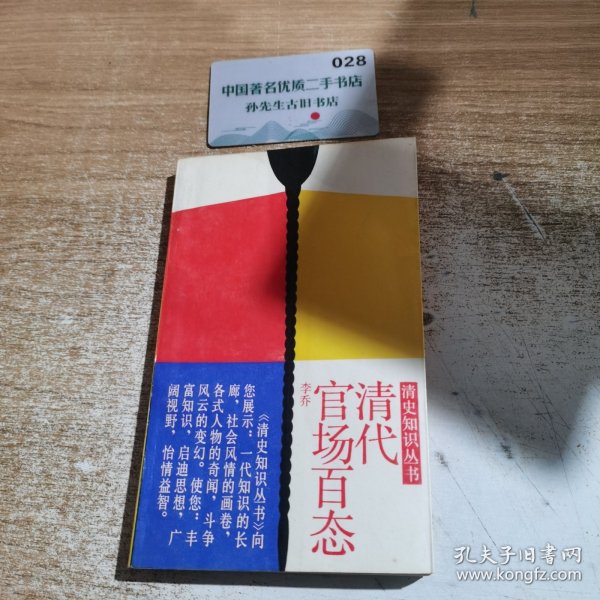 028
中国著名优质二手书店
孙先生古旧书店
清史知识丛书
清代
官场百态
李乔
《清史知识丛书》向
您展示：一代知识的长
廊，社会风情的画卷，
各式人物的奇闻，斗争
风云的变幻。使您：丰
富知识，启迪思想，广
阔视野，怡情益智。
孔夫子旧书网
www.kongfz.com